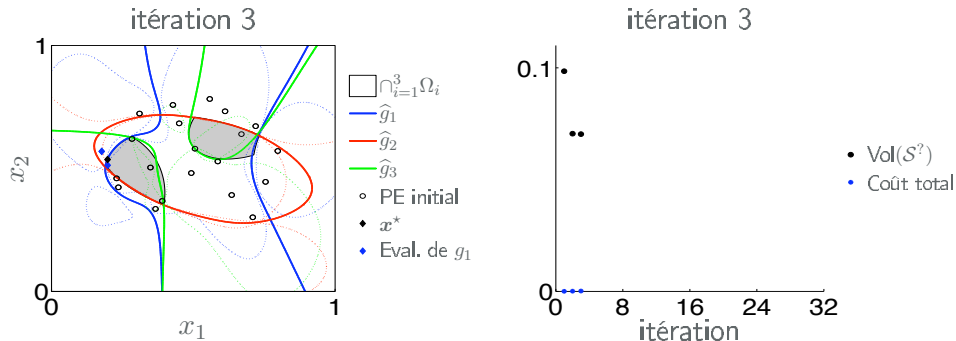 itération 3
1
x₂
0
0
1
x₁
∩³ᵢ₌₁Ωᵢ
ĝ₁
ĝ₂
ĝ₃
PE initial
x⋆
Eval. de g₁
itération 3
0.1
0
0
8
16
24
32
itération
Vol(𝒮?)
Coût total